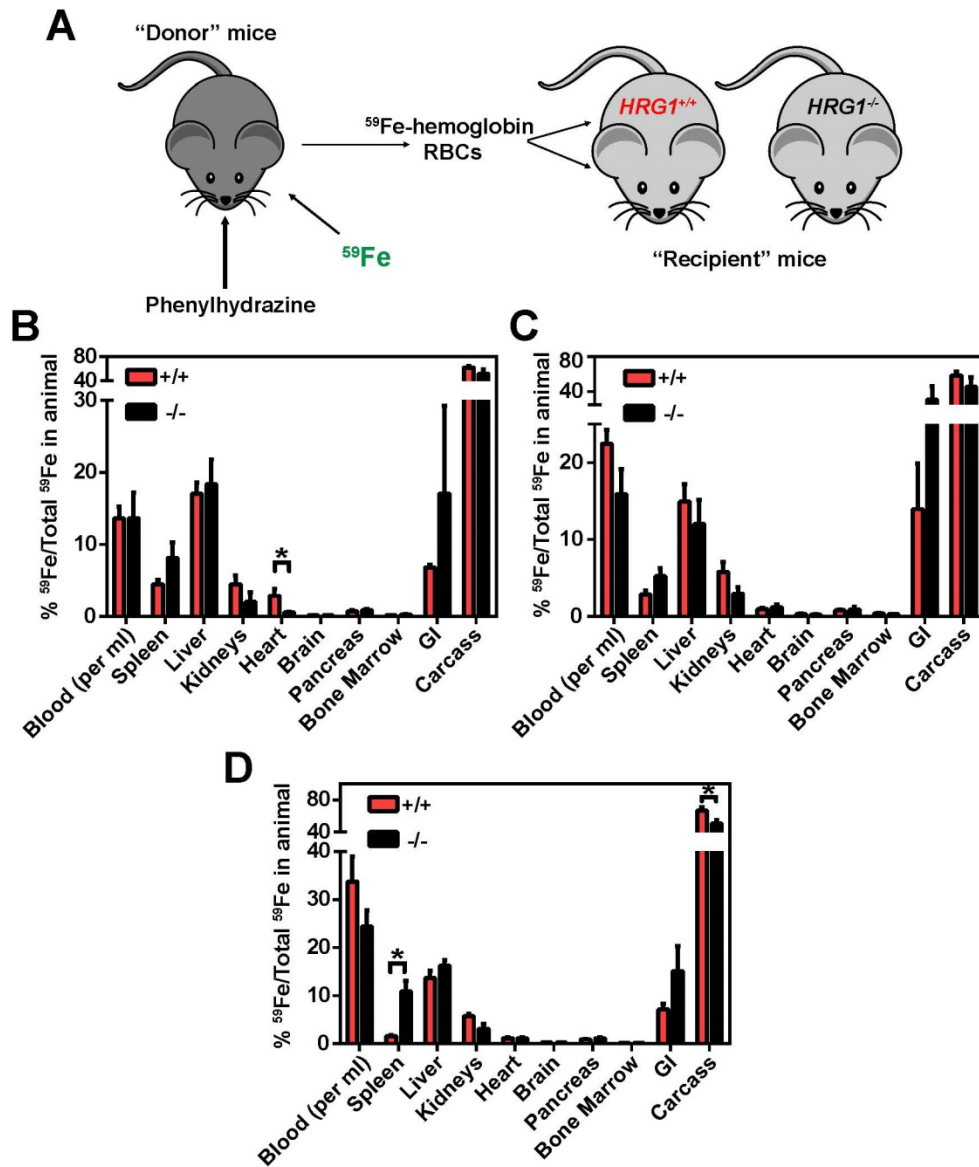 A
“Donor” mice
⁵⁹Fe-hemoglobin
RBCs
HRG1⁺/⁺
HRG1⁻/⁻
⁵⁹Fe
Phenylhydrazine
“Recipient” mice
B
% ⁵⁹Fe/Total ⁵⁹Fe in animal
80
40
30
20
10
0
+/+
-/-
*
Blood (per ml)
Spleen
Liver
Kidneys
Heart
Brain
Pancreas
Bone Marrow
GI
Carcass
C
% ⁵⁹Fe/Total ⁵⁹Fe in animal
80
40
20
0
+/+
-/-
Blood (per ml)
Spleen
Liver
Kidneys
Heart
Brain
Pancreas
Bone Marrow
GI
Carcass
D
% ⁵⁹Fe/Total ⁵⁹Fe in animal
80
40
40
30
20
10
0
+/+
-/-
*
*
Blood (per ml)
Spleen
Liver
Kidneys
Heart
Brain
Pancreas
Bone Marrow
GI
Carcass